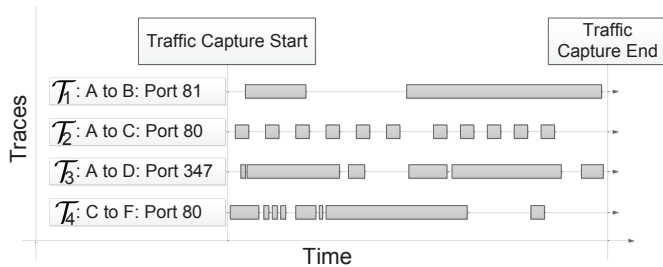 Traffic Capture Start
Traffic
Capture End
Traces
T1: A to B: Port 81
T2: A to C: Port 80
T3: A to D: Port 347
T4: C to F: Port 80
Time